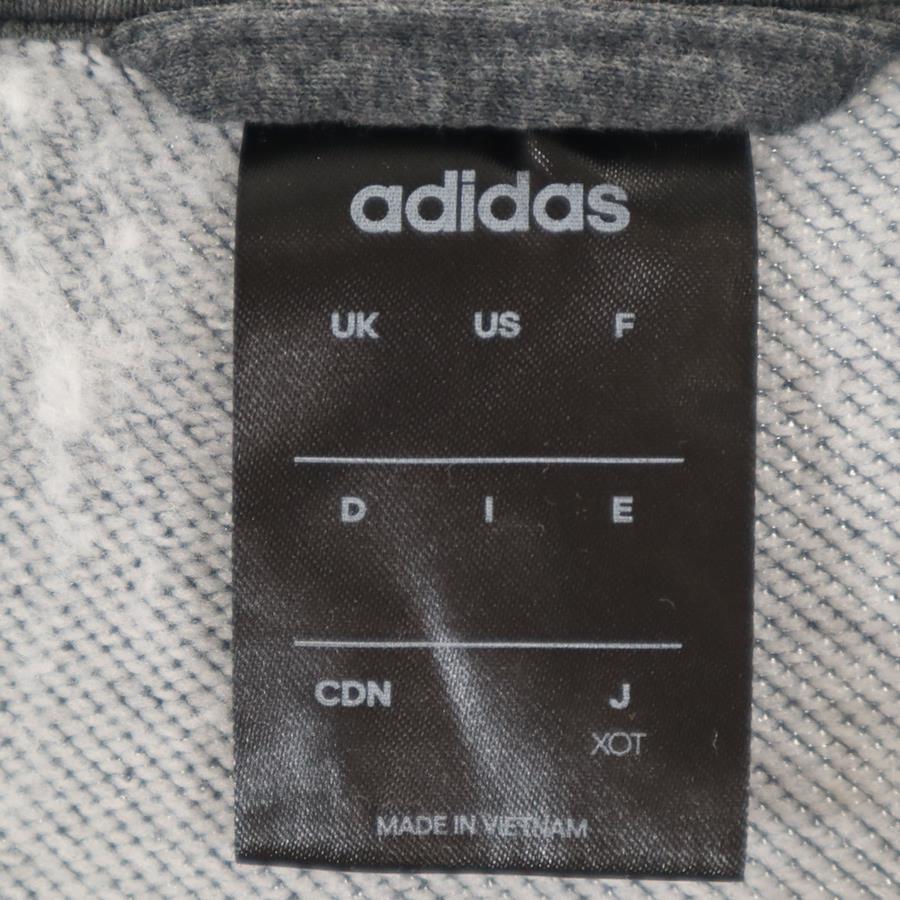 adidas
UK US F
D I E
CDN J
XOT
MADE IN VIETNAM